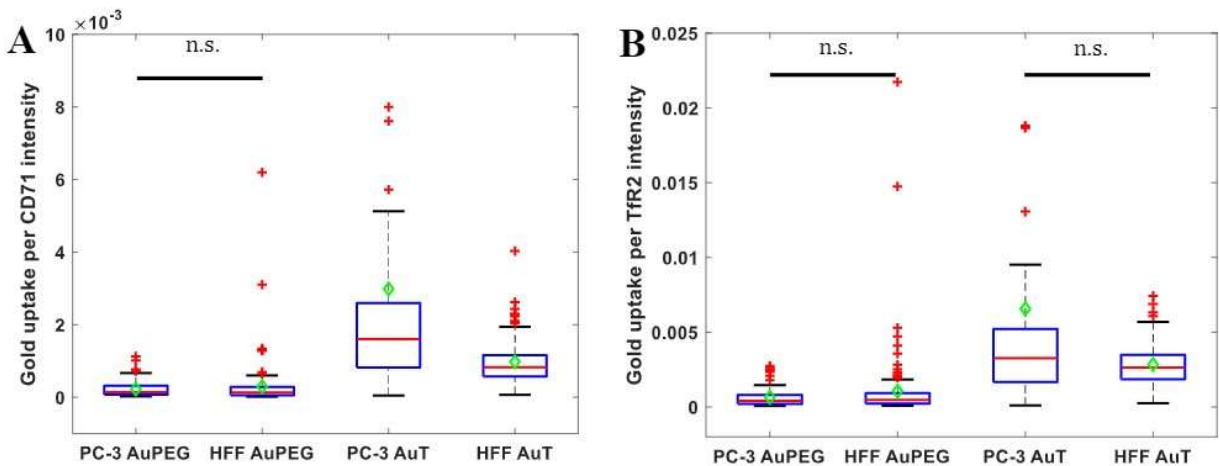 A
×10⁻³
10
8
6
4
2
0
Gold uptake per CD71 intensity
n.s.
PC-3 AuPEG HFF AuPEG PC-3 AuT HFF AuT
B
0.025
0.02
0.015
0.01
0.005
0
Gold uptake per TfR2 intensity
n.s. n.s.
PC-3 AuPEG HFF AuPEG PC-3 AuT HFF AuT